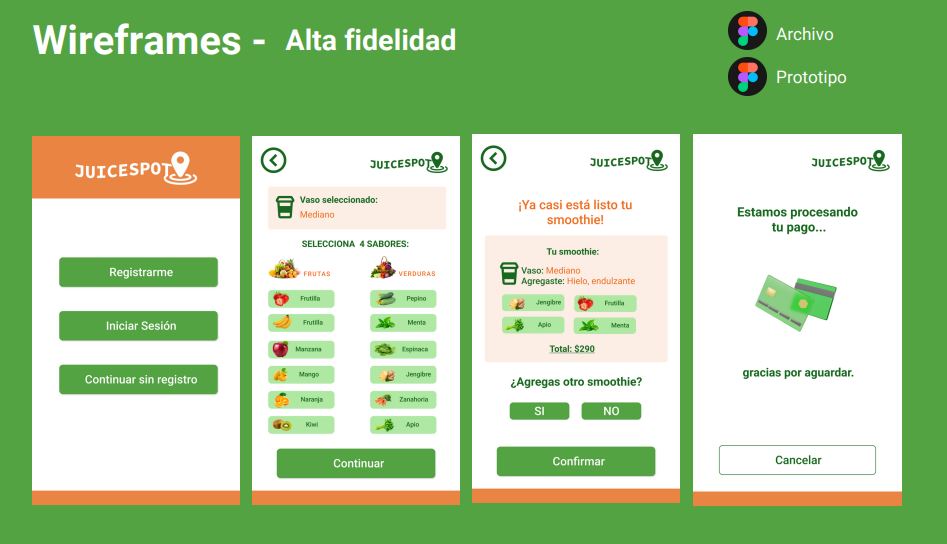 Wireframes - Alta fidelidad
Archivo
Prototipo
JUICESPOT
Registrarme
Iniciar Sesión
Continuar sin registro
JUICESPOT
Vaso seleccionado:
Mediano
SELECCIONA 4 SABORES:
FRUTAS
VERDURAS
Frutilla
Pepino
Frutilla
Menta
Manzana
Espinaca
Mango
Jengibre
Naranja
Zanahoria
Kiwi
Apio
Continuar
JUICESPOT
¡Ya casi está listo tu
smoothie!
Tu smoothie:
Vaso: Mediano
Agregaste: Hielo, endulzante
Jengibre
Frutilla
Apio
Menta
Total: $290
¿Agregas otro smoothie?
SI
NO
Confirmar
JUICESPOT
Estamos procesando
tu pago...
gracias por aguardar.
Cancelar